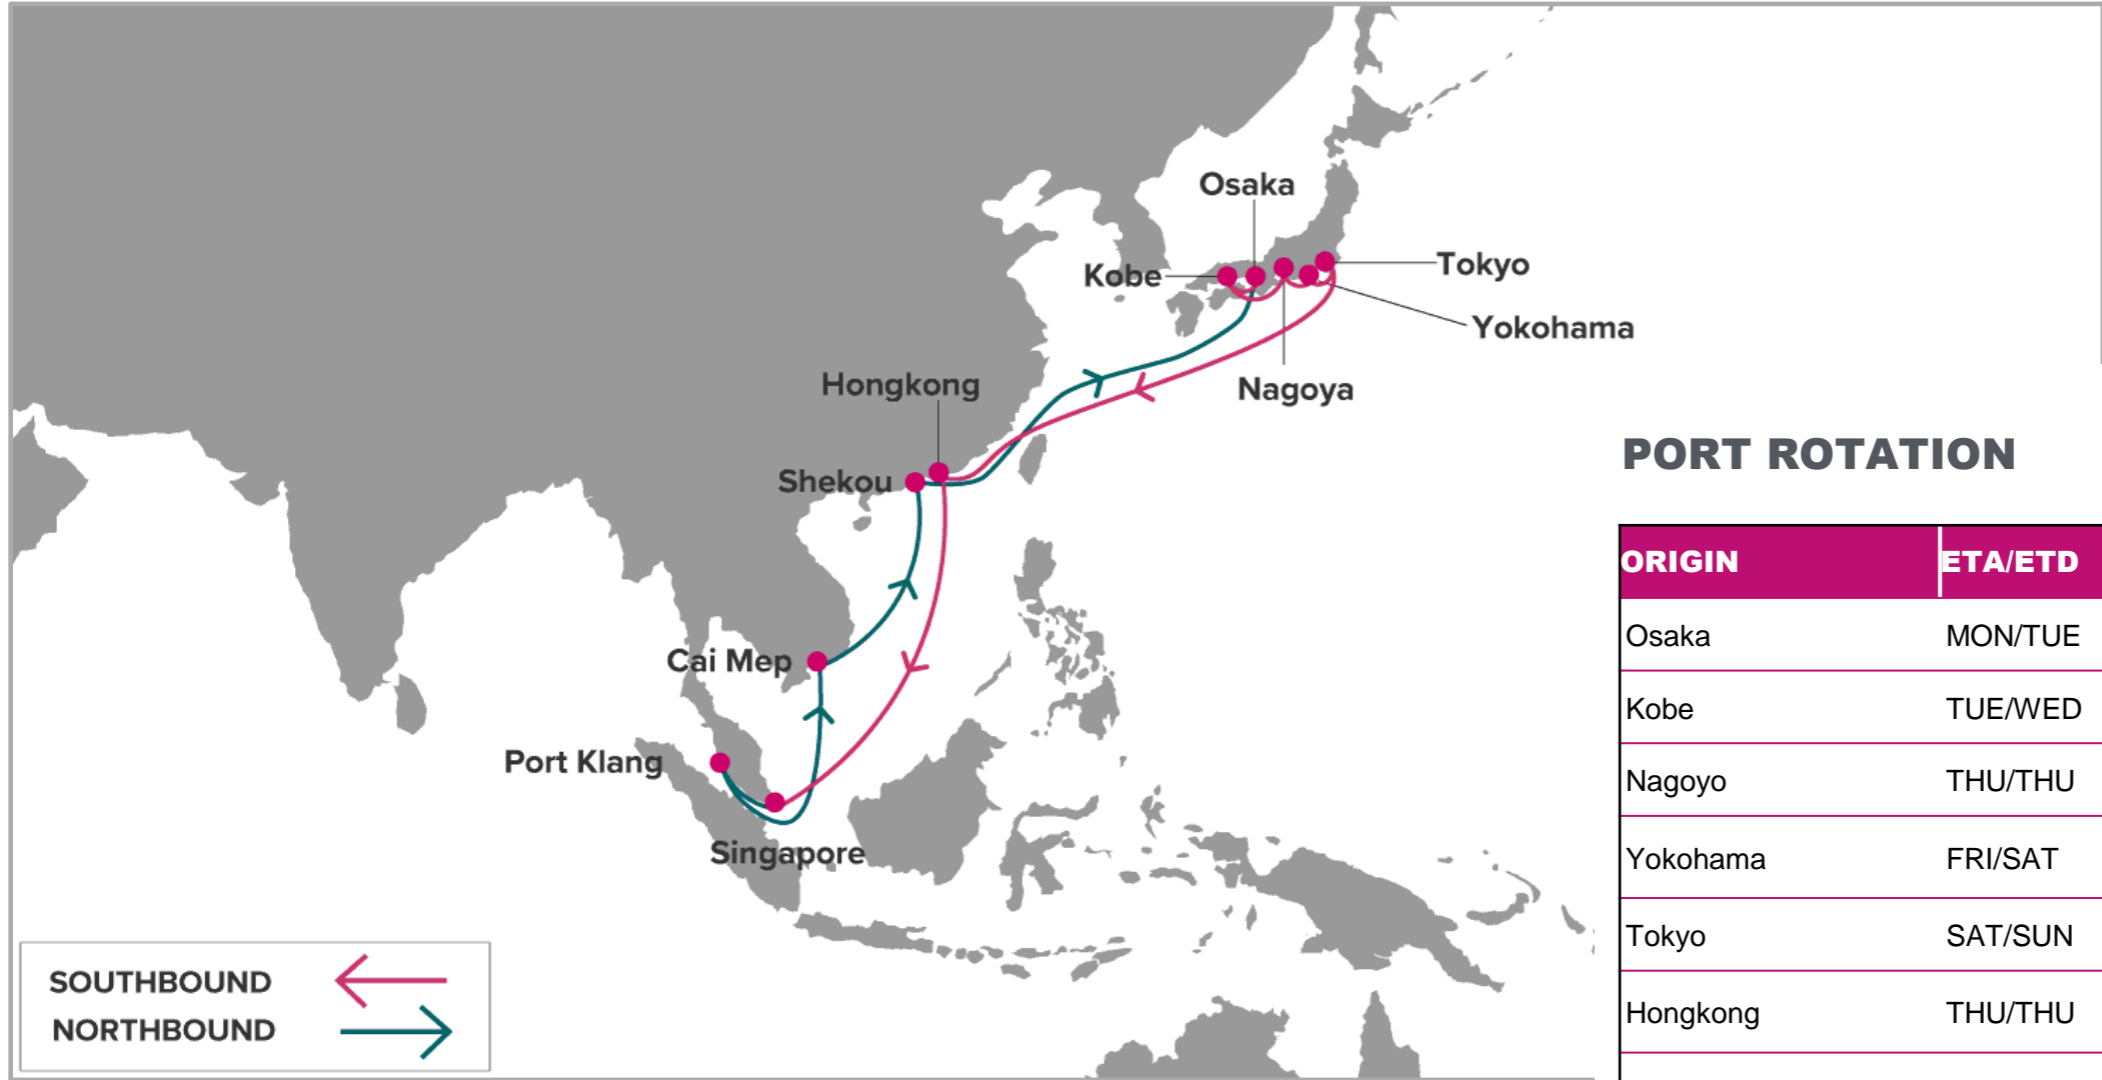 Osaka
Kobe
Tokyo
Yokohama
Nagoya
Hongkong
Shekou
Cai Mep
Port Klang
Singapore
SOUTHBOUND
NORTHBOUND
PORT ROTATION
ORIGIN ETA/ETD
Osaka MON/TUE
Kobe TUE/WED
Nagoyo THU/THU
Yokohama FRI/SAT
Tokyo SAT/SUN
Hongkong THU/THU